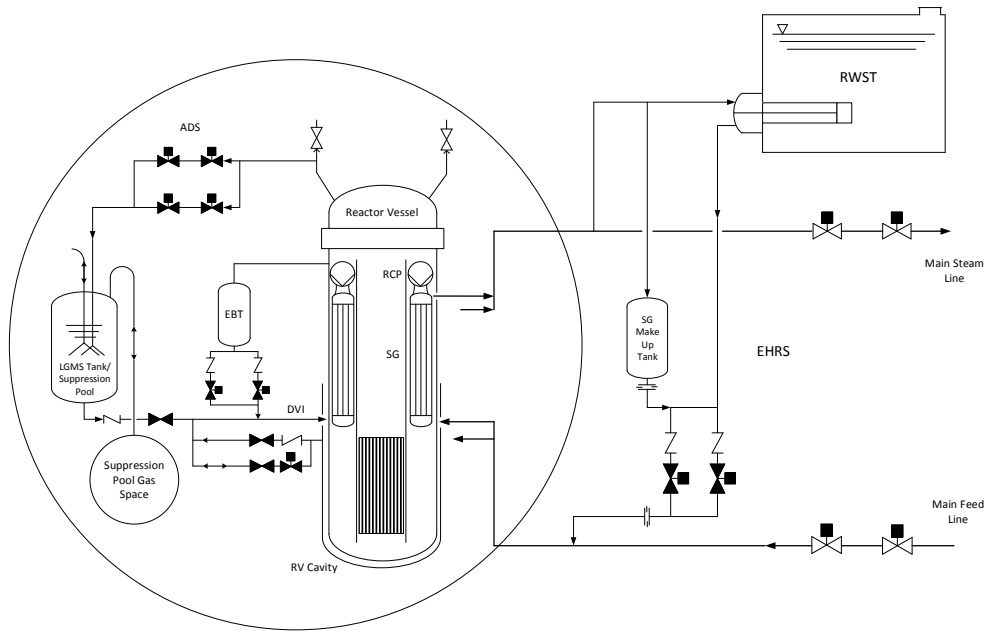 RWST
ADS
Reactor Vessel
Main Steam
Line
RCP
EBT
SG
SG
Make
Up
Tank
EHRS
LGMS Tank/
Suppression
Pool
DVI
Suppression
Pool Gas
Space
Main Feed
Line
RV Cavity